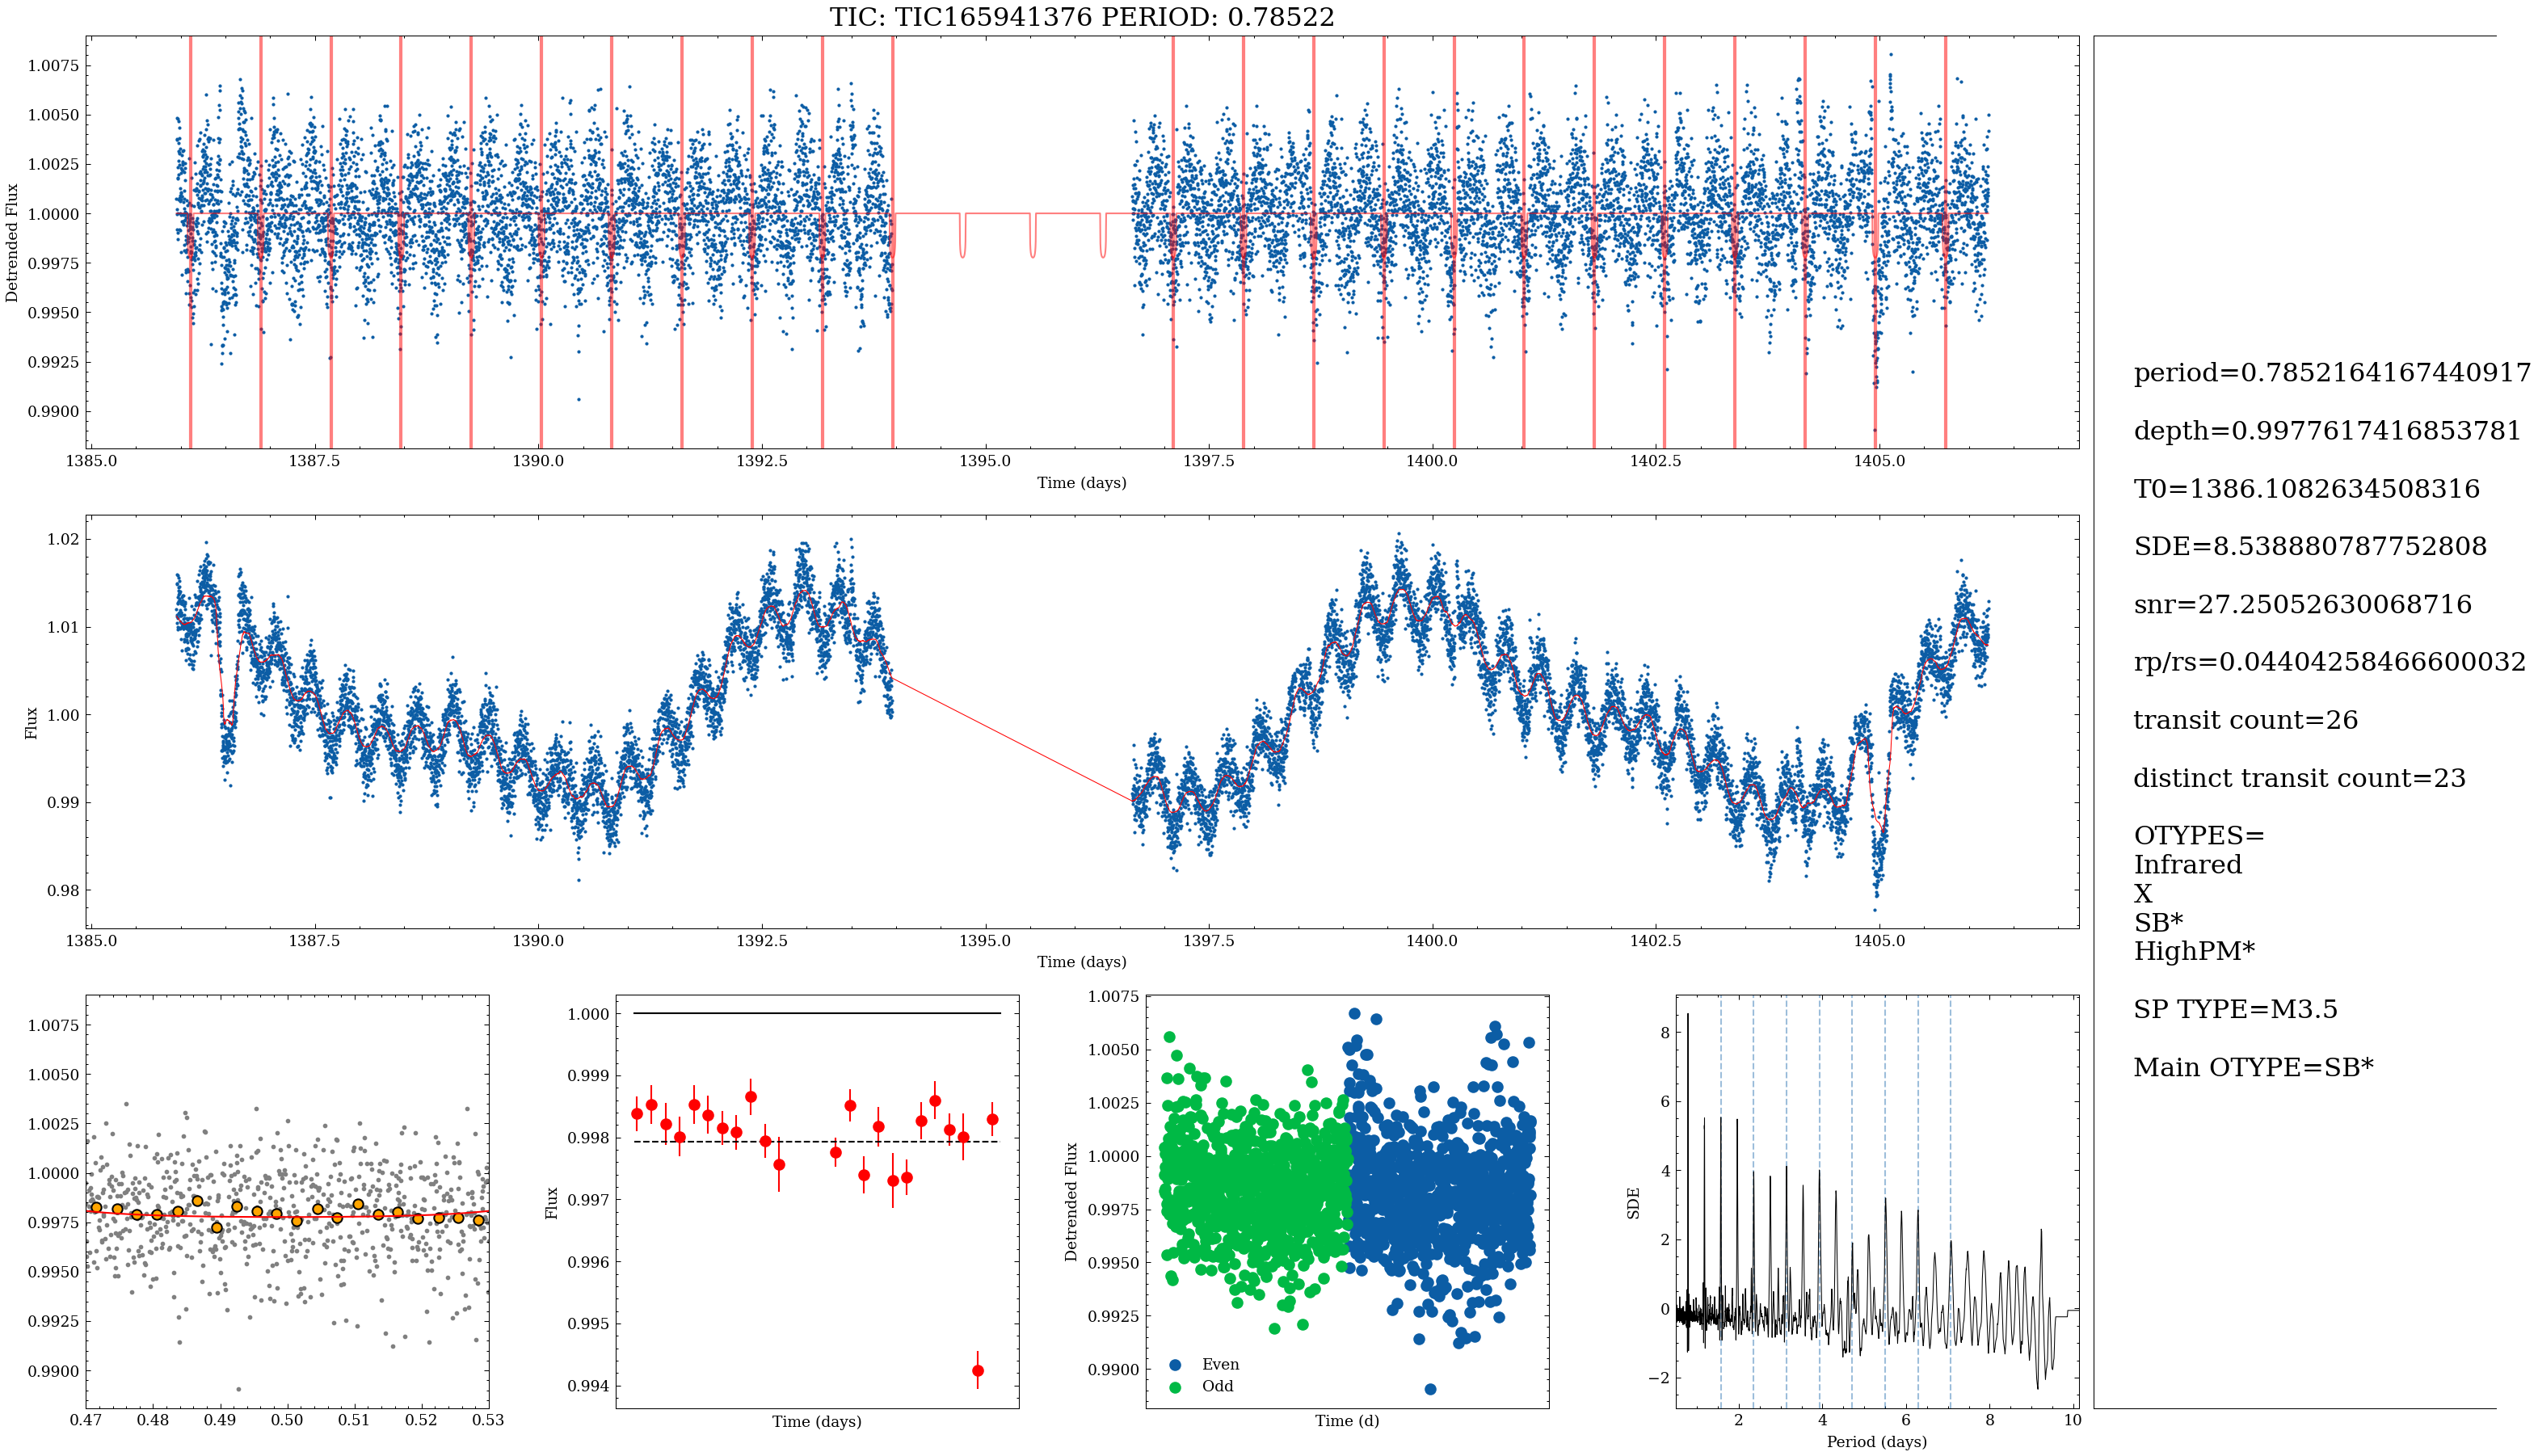 TIC: TIC165941376 PERIOD: 0.78522
1.0075
1.0050
1.0025
1.0000
0.9975
0.9950
0.9925
0.9900
Detrended Flux
1385.0 1387.5 1390.0 1392.5 1395.0 1397.5 1400.0 1402.5 1405.0
Time (days)
1.02
1.01
1.00
0.99
0.98
Flux
1385.0 1387.5 1390.0 1392.5 1395.0 1397.5 1400.0 1402.5 1405.0
Time (days)
1.0075
1.0050
1.0025
1.0000
0.9975
0.9950
0.9925
0.9900
0.47 0.48 0.49 0.50 0.51 0.52 0.53
1.000
0.999
0.998
0.997
0.996
0.995
0.994
Flux
Time (days)
1.0075
1.0050
1.0025
1.0000
0.9975
0.9950
0.9925
0.9900
Detrended Flux
Even
Odd
Time (d)
8
6
4
2
0
−2
SDE
2 4 6 8 10
Period (days)
period=0.7852164167440917
depth=0.9977617416853781
T0=1386.1082634508316
SDE=8.538880787752808
snr=27.25052630068716
rp/rs=0.04404258466600032
transit count=26
distinct transit count=23
OTYPES=
Infrared
X
SB*
HighPM*
SP TYPE=M3.5
Main OTYPE=SB*